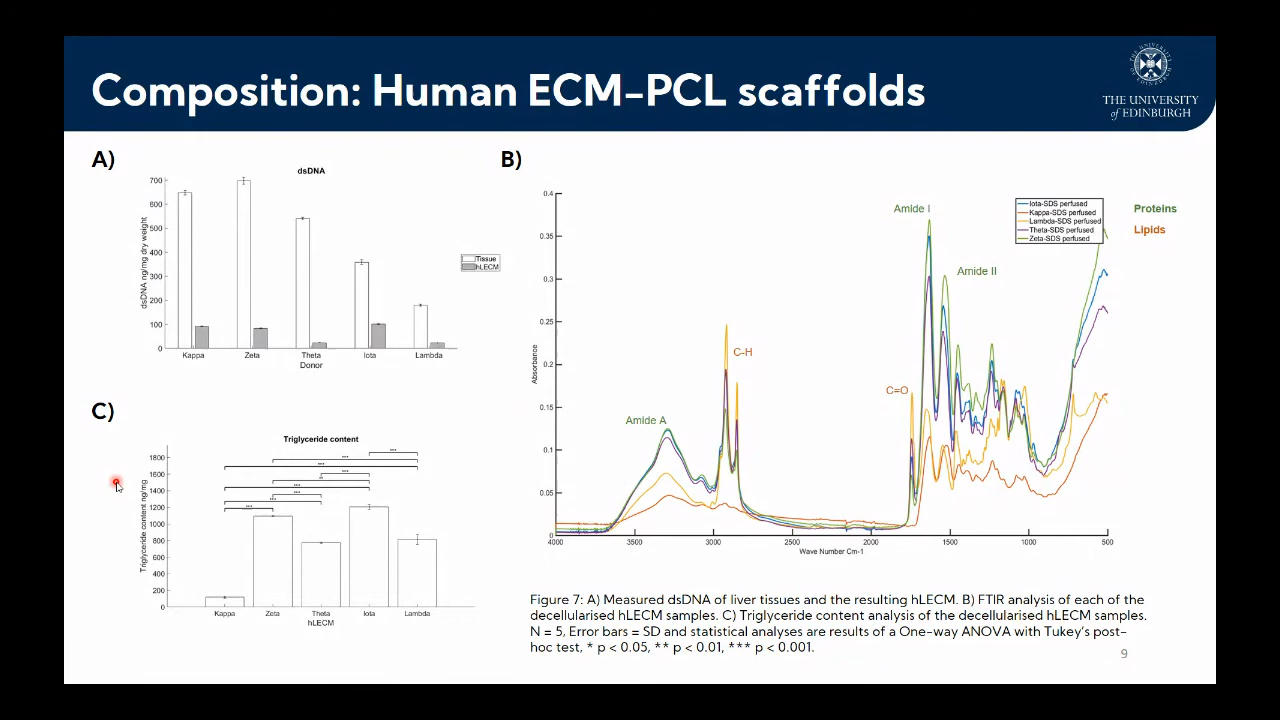 Composition: Human ECM-PCL scaffolds
THE UNIVERSITY
of EDINBURGH
A)
dsDNA
dsDNA ng/mg dry weight
700
600
500
400
300
200
100
0
Kappa Zeta Theta Iota Lambda
Donor
Tissue
hLECM
B)
Absorbance
0.4
0.35
0.3
0.25
0.2
0.15
0.1
0.05
0
4000 3500 3000 2500 2000 1500 1000 500
Wave Number Cm-1
Amide A
C-H
C=O
Amide I
Amide II
Iota-SDS perfused
Kappa-SDS perfused
Lambda-SDS perfused
Theta-SDS perfused
Zeta-SDS perfused
Proteins
Lipids
C)
Triglyceride content
Triglyceride content ng/mg
1800
1600
1400
1200
1000
800
600
400
200
0
***
***
***
***
**
***
***
***
***
Kappa Zeta Theta Iota Lambda
hLECM
Figure 7: A) Measured dsDNA of liver tissues and the resulting hLECM. B) FTIR analysis of each of the
decellularised hLECM samples. C) Triglyceride content analysis of the decellularised hLECM samples.
N = 5, Error bars = SD and statistical analyses are results of a One-way ANOVA with Tukey's post-
hoc test, * p < 0.05, ** p < 0.01, *** p < 0.001.
9